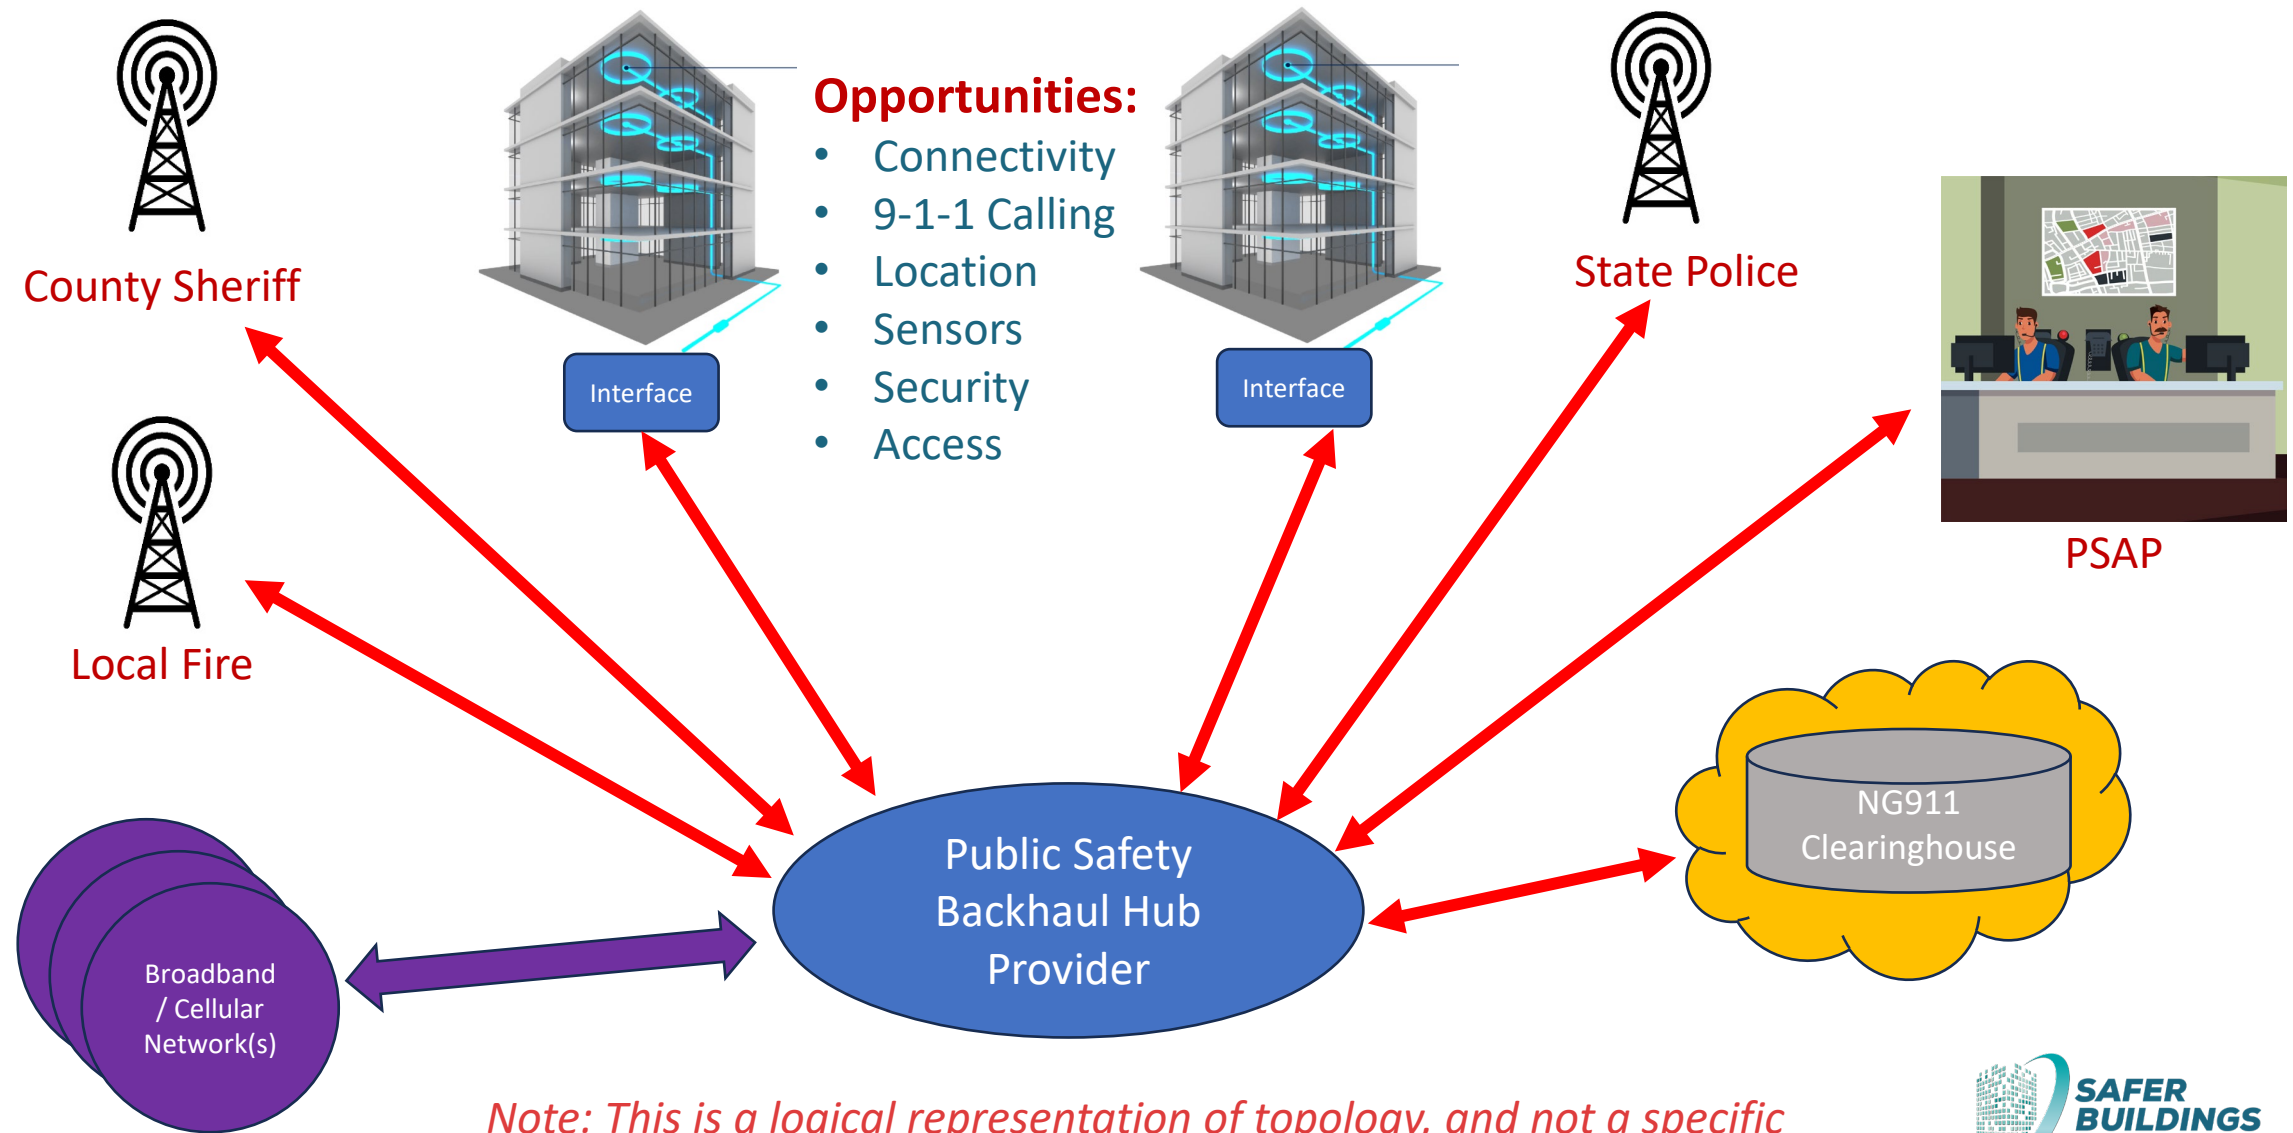 Opportunities:
• Connectivity
• 9-1-1 Calling
• Location
• Sensors
• Security
• Access
County Sheriff
State Police
Interface
Interface
PSAP
Local Fire
NG911
Clearinghouse
Public Safety
Backhaul Hub
Provider
Broadband
/ Cellular
Network(s)
Note: This is a logical representation of topology, and not a specific
SAFER
BUILDINGS